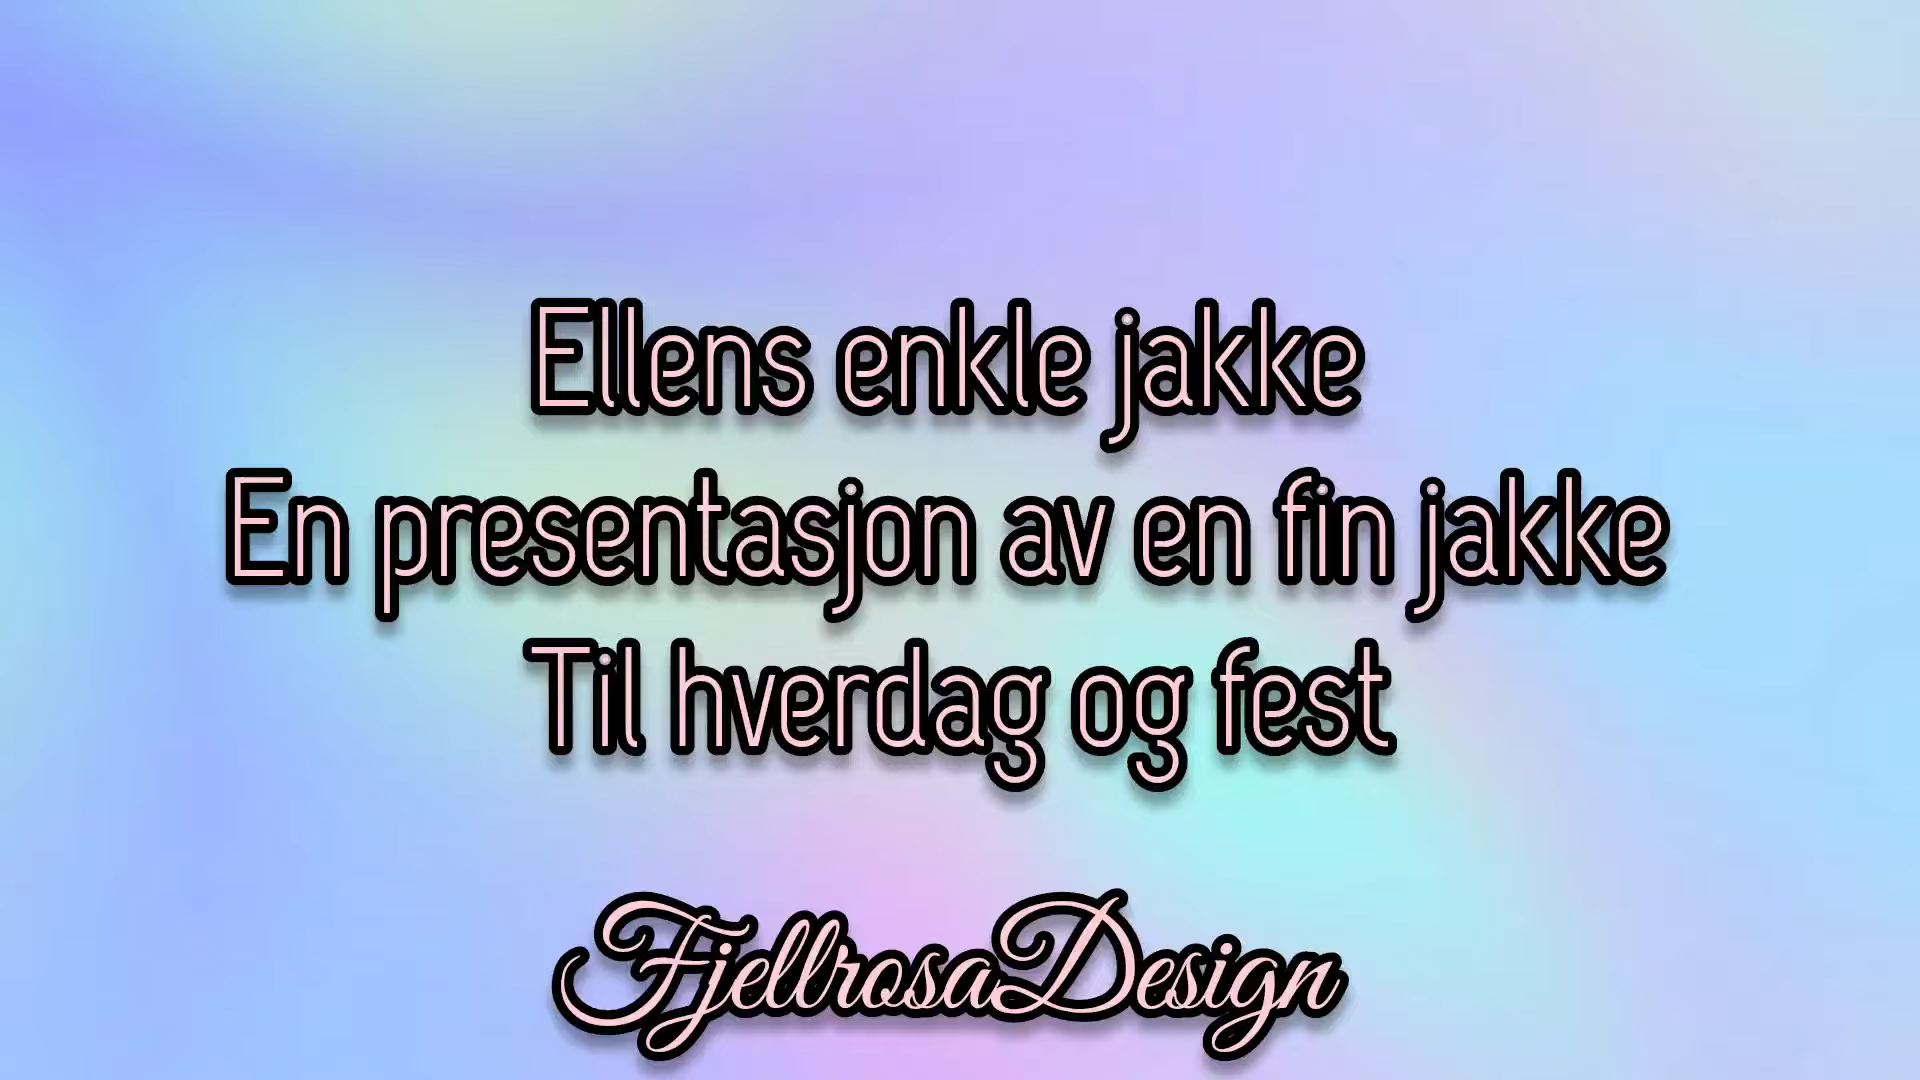 Ellens enkle jakke
En presentasjon av en fin jakke
Til hverdag og fest
FjellrosaDesign